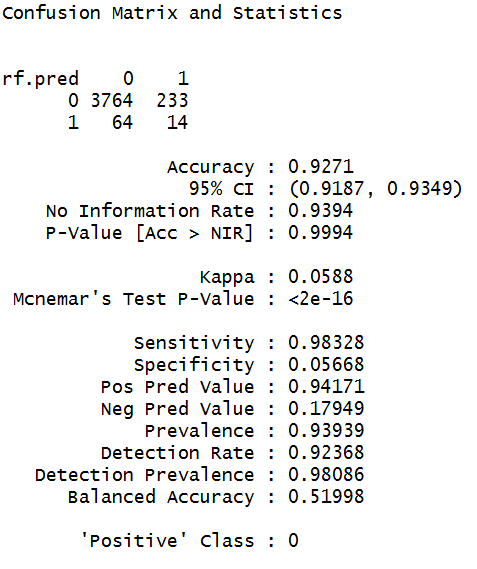 Confusion Matrix and Statistics
rf.pred 0 1
0 3764 233
1 64 14
Accuracy : 0.9271
95% CI : (0.9187, 0.9349)
No Information Rate : 0.9394
P-Value [Acc > NIR] : 0.9994
Kappa : 0.0588
Mcnemar's Test P-Value : <2e-16
Sensitivity : 0.98328
Specificity : 0.05668
Pos Pred Value : 0.94171
Neg Pred Value : 0.17949
Prevalence : 0.93939
Detection Rate : 0.92368
Detection Prevalence : 0.98086
Balanced Accuracy : 0.51998
'Positive' Class : 0